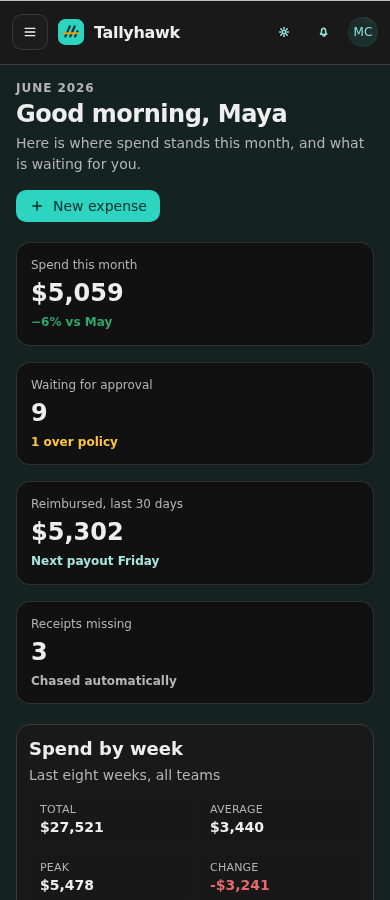 Tallyhawk
MC
JUNE 2026
Good morning, Maya
Here is where spend stands this month, and what
is waiting for you.
+ New expense
Spend this month
$5,059
−6% vs May
Waiting for approval
9
1 over policy
Reimbursed, last 30 days
$5,302
Next payout Friday
Receipts missing
3
Chased automatically
Spend by week
Last eight weeks, all teams
TOTAL AVERAGE
$27,521 $3,440
PEAK CHANGE
$5,478 -$3,241